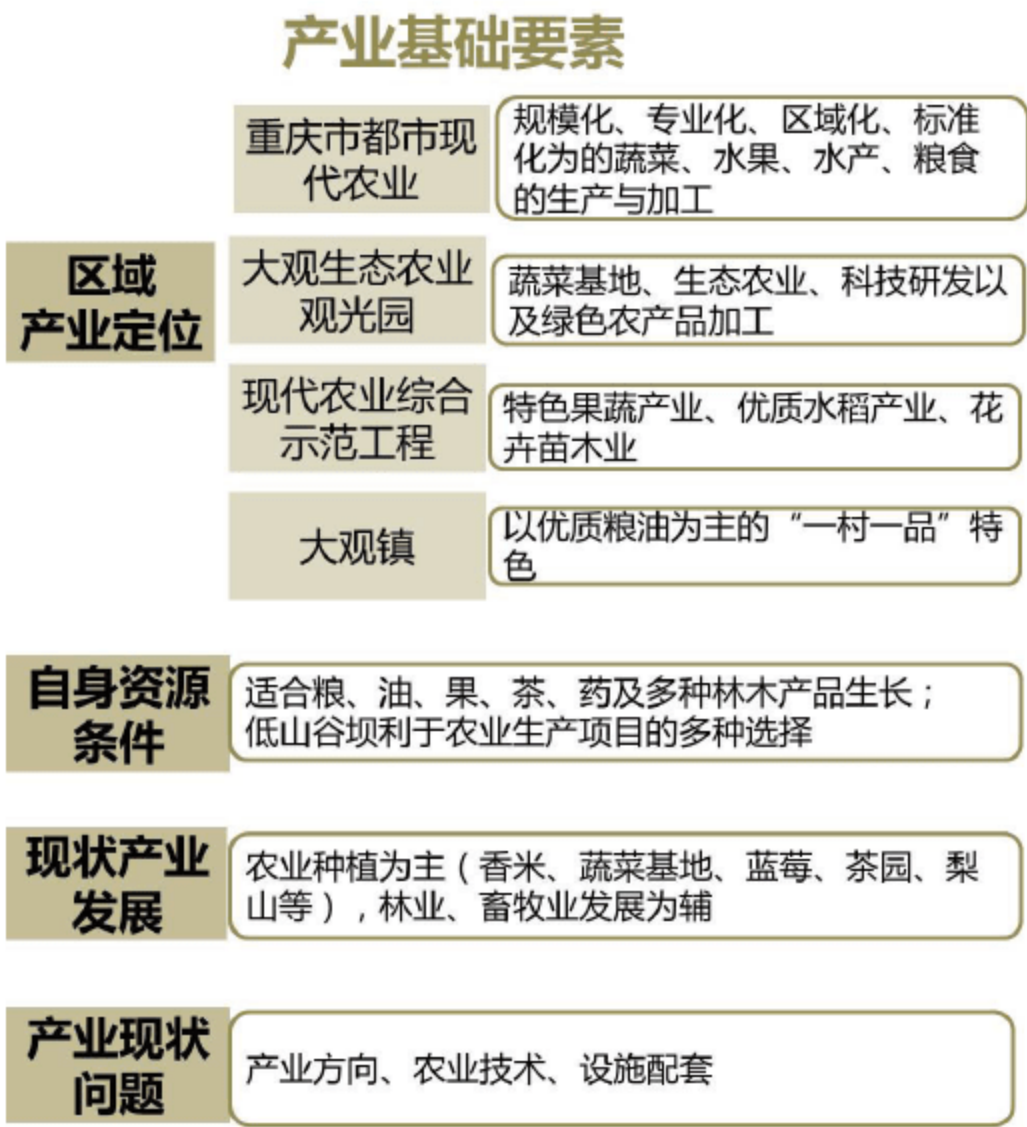 产业基础要素
区域
产业定位
重庆市都市现
代农业
规模化、专业化、区域化、标准
化为的蔬菜、水果、水产、粮食
的生产与加工
大观生态农业
观光园
蔬菜基地、生态农业、科技研发以
及绿色农产品加工
现代农业综合
示范工程
特色果蔬产业、优质水稻产业、花
卉苗木业
大观镇
以优质粮油为主的“一村一品”特
色
自身资源
条件
适合粮、油、果、茶、药及多种林木产品生长；
低山谷坝利于农业生产项目的多种选择
现状产业
发展
农业种植为主（香米、蔬菜基地、蓝莓、茶园、梨
山等），林业、畜牧业发展为辅
产业现状
问题
产业方向、农业技术、设施配套